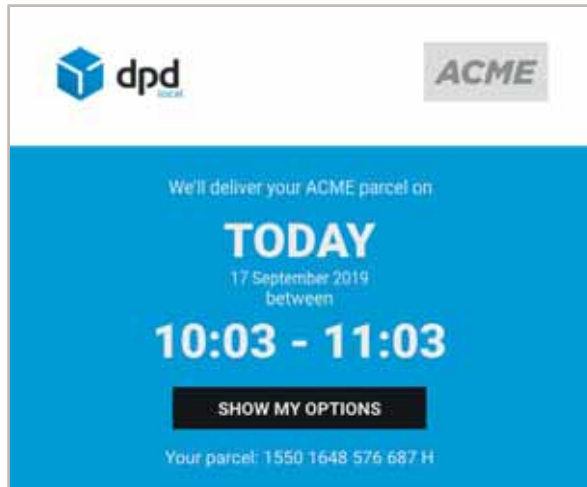 dpd
local
ACME
We'll deliver your ACME parcel on
TODAY
17 September 2019
between
10:03 - 11:03
SHOW MY OPTIONS
Your parcel: 1550 1648 576 687 H